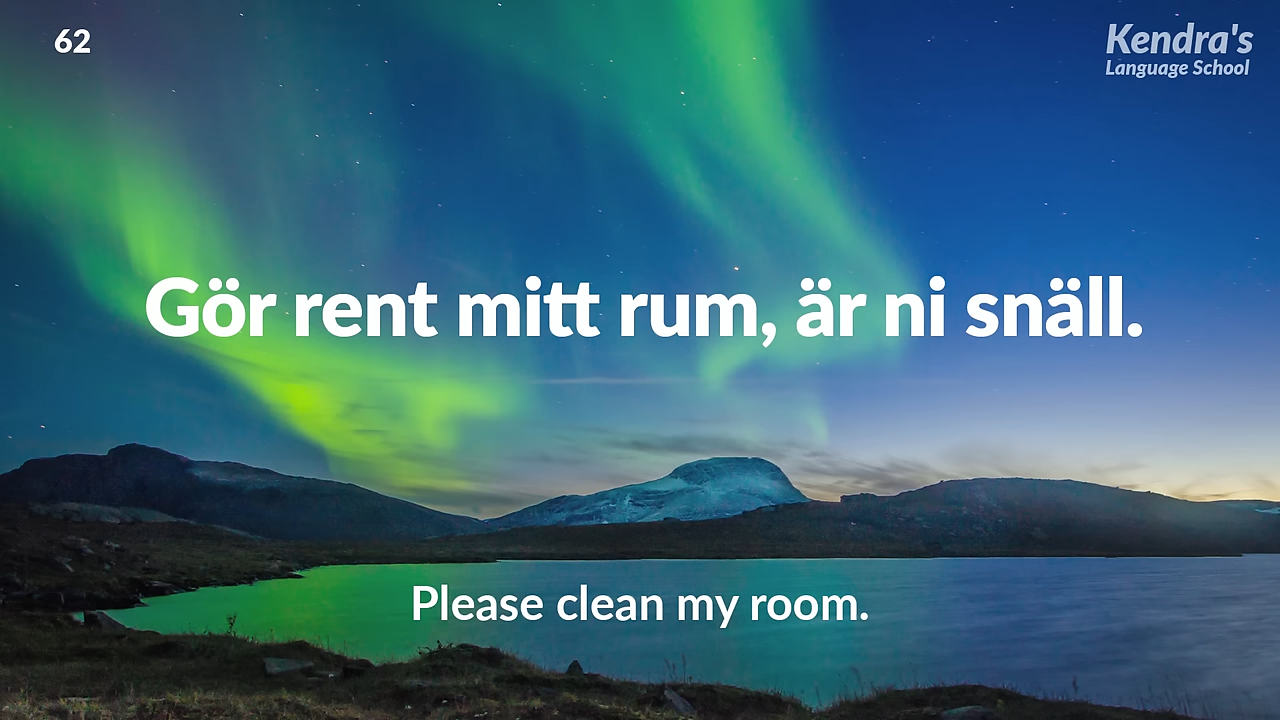 62
Kendra's
Language School
Gör rent mitt rum, är ni snäll.
Please clean my room.